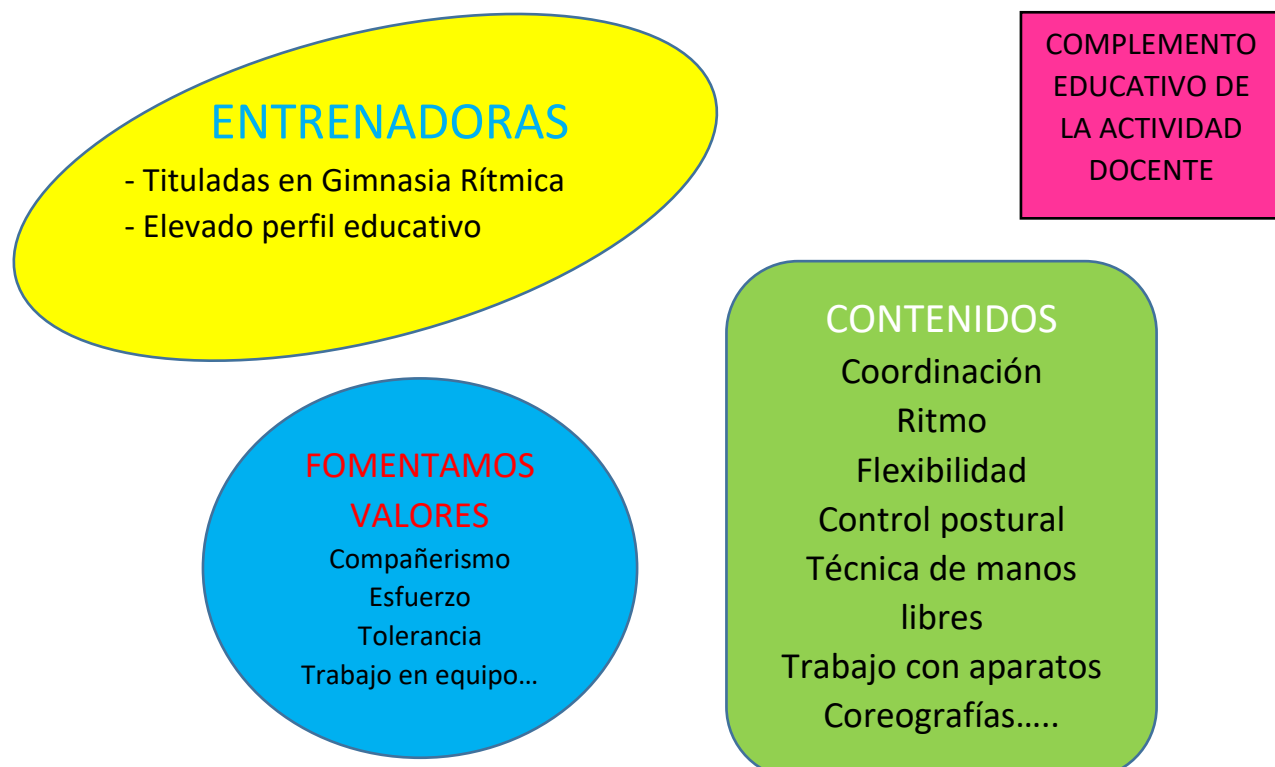 ENTRENADORAS
- Tituladas en Gimnasia Rítmica
- Elevado perfil educativo
COMPLEMENTO
EDUCATIVO DE
LA ACTIVIDAD
DOCENTE
FOMENTAMOS
VALORES
Compañerismo
Esfuerzo
Tolerancia
Trabajo en equipo…
CONTENIDOS
Coordinación
Ritmo
Flexibilidad
Control postural
Técnica de manos
libres
Trabajo con aparatos
Coreografías…..